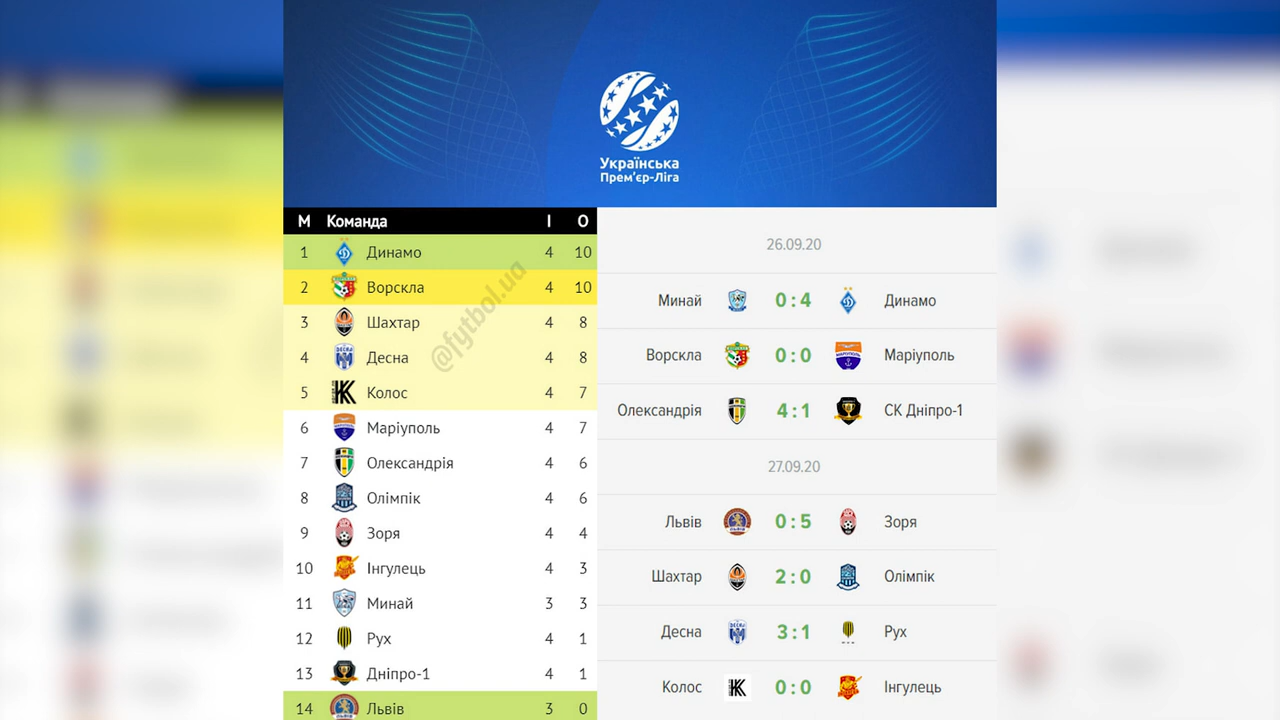 Українська
Прем'єр-Ліга
М Команда І О
1 Динамо 4 10
2 Ворскла 4 10
3 Шахтар 4 8
4 Десна 4 8
5 Колос 4 7
6 Маріуполь 4 7
7 Олександрія 4 6
8 Олімпік 4 6
9 Зоря 4 4
10 Інгулець 4 3
11 Минай 3 3
12 Рух 4 1
13 Дніпро-1 4 1
14 Львів 3 0
@fytbol.ua
26.09.20
Минай 0:4 Динамо
Ворскла 0:0 Маріуполь
Олександрія 4:1 СК Дніпро-1
27.09.20
Львів 0:5 Зоря
Шахтар 2:0 Олімпік
Десна 3:1 Рух
Колос 0:0 Інгулець